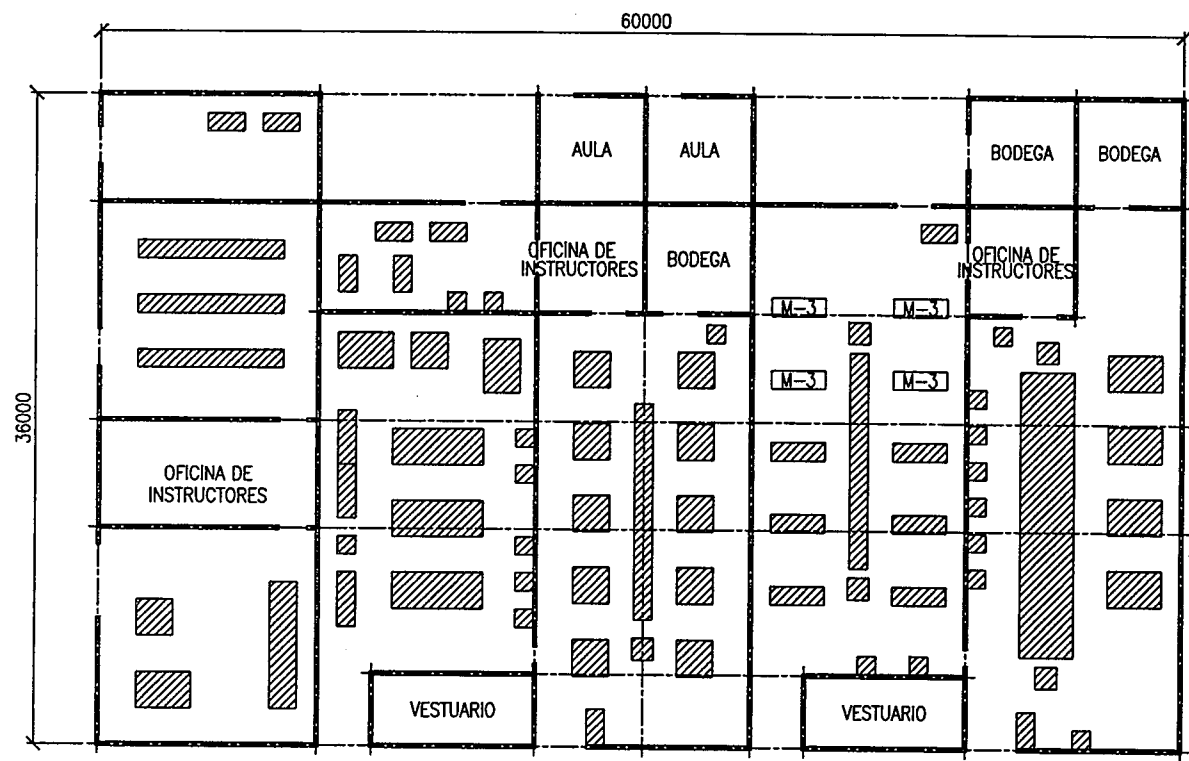 60000
36000
AULA
AULA
BODEGA
BODEGA
OFICINA DE
INSTRUCTORES
BODEGA
OFICINA DE
INSTRUCTORES
M-3
M-3
M-3
M-3
OFICINA DE
INSTRUCTORES
VESTUARIO
VESTUARIO